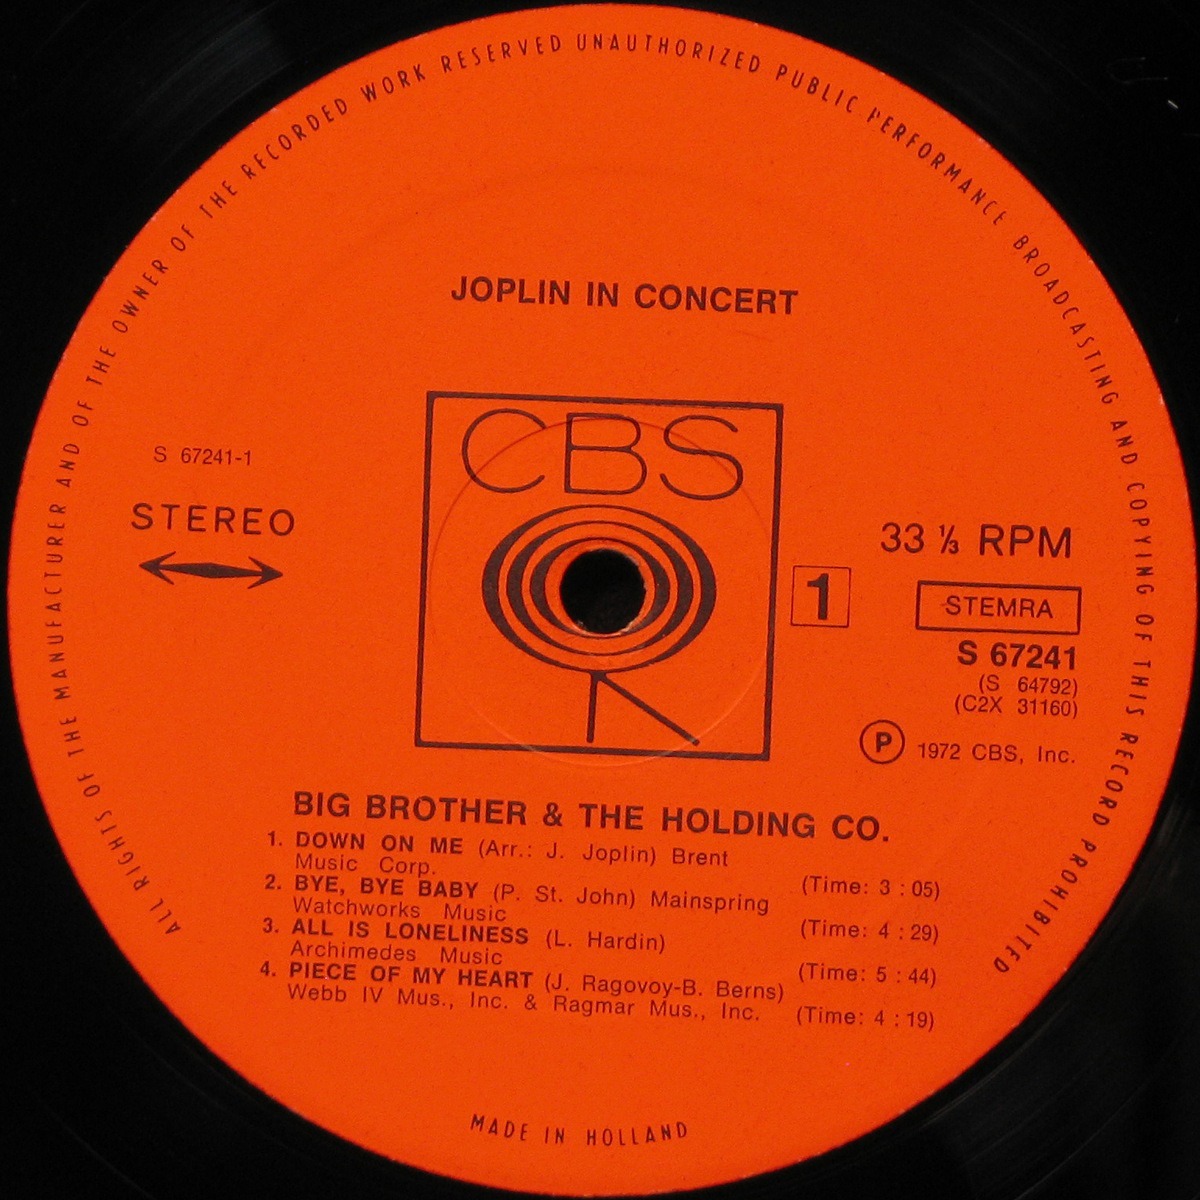 ALL RIGHTS OF THE MANUFACTURER AND OF THE OWNER OF THE RECORDED WORK RESERVED UNAUTHORIZED PUBLIC PERFORMANCE BROADCASTING AND COPYING OF THIS RECORD PROHIBITED
JOPLIN IN CONCERT
CBS
S 67241-1
STEREO
33 ⅓ RPM
1
STEMRA
S 67241
(S 64792)
(C2X 31160)
Ⓟ 1972 CBS, Inc.
BIG BROTHER & THE HOLDING CO.
1. DOWN ON ME (Arr.: J. Joplin) Brent
Music Corp. (Time: 3 : 05)
2. BYE, BYE BABY (P. St. John) Mainspring
Watchworks Music (Time: 4 : 29)
3. ALL IS LONELINESS (L. Hardin)
Archimedes Music (Time: 5 : 44)
4. PIECE OF MY HEART (J. Ragovoy-B. Berns)
Webb IV Mus., Inc. & Ragmar Mus., Inc. (Time: 4 : 19)
MADE IN HOLLAND